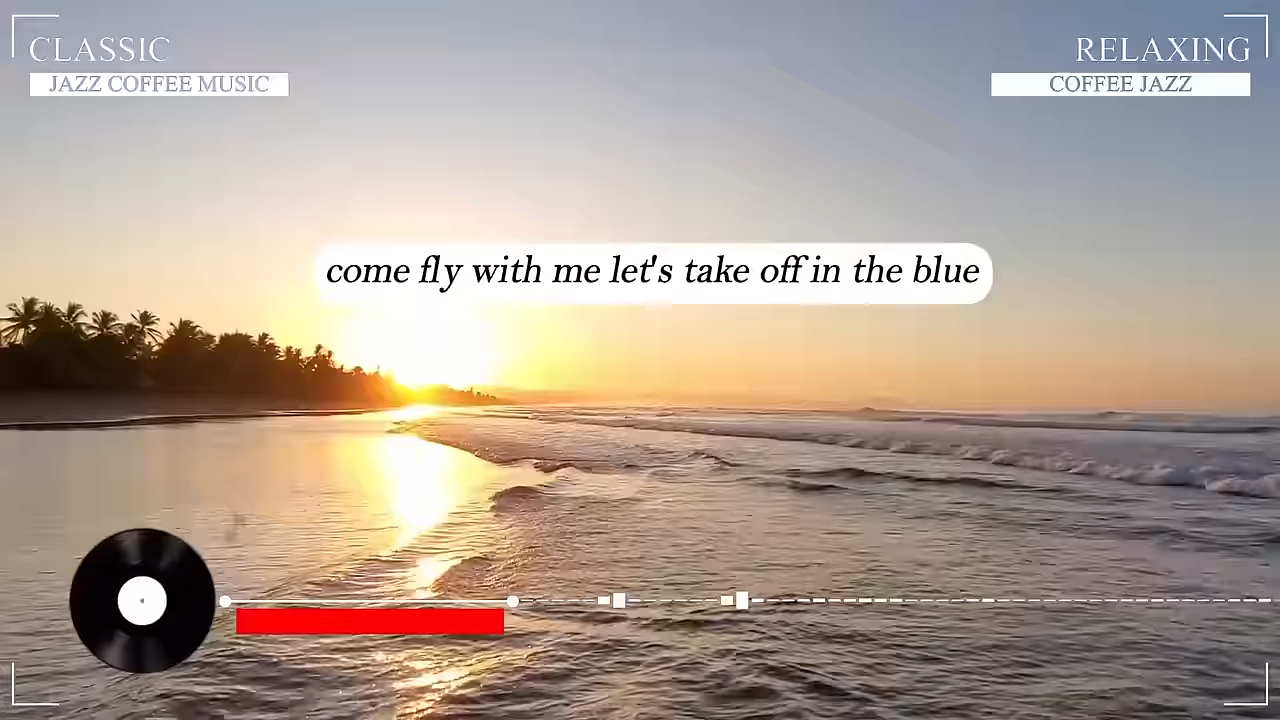 CLASSIC
JAZZ COFFEE MUSIC
RELAXING
COFFEE JAZZ
come fly with me let's take off in the blue